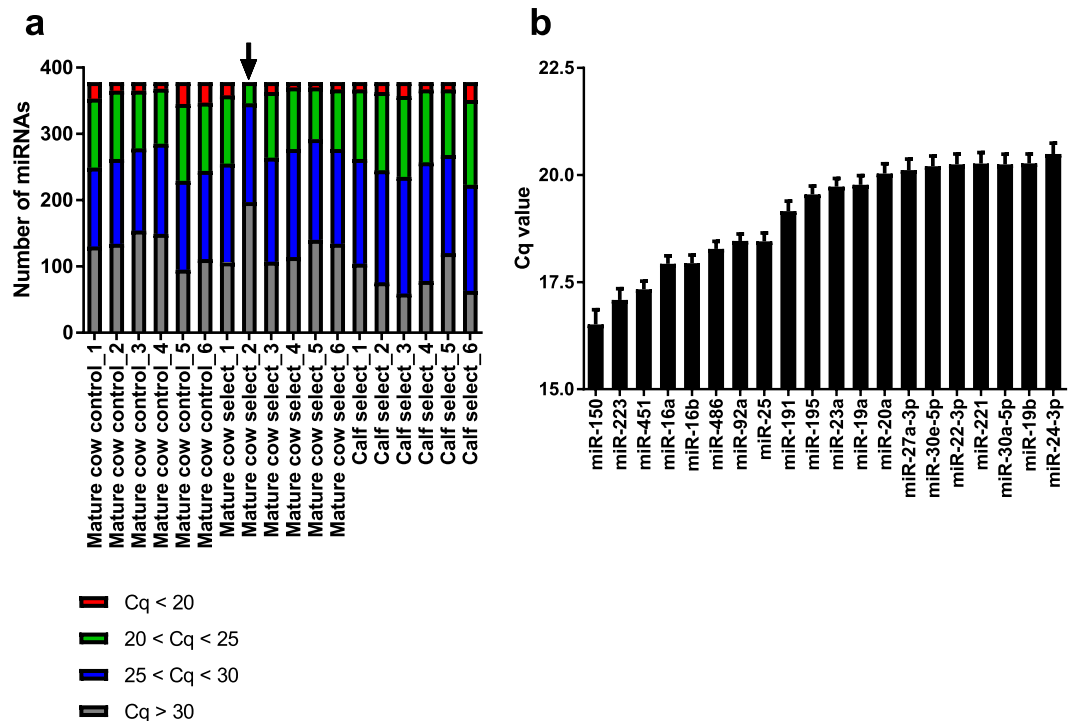 a
Number of miRNAs
400
300
200
100
0
Mature cow control_1
Mature cow control_2
Mature cow control_3
Mature cow control_4
Mature cow control_5
Mature cow control_6
Mature cow select_1
Mature cow select_2
Mature cow select_3
Mature cow select_4
Mature cow select_5
Mature cow select_6
Calf select_1
Calf select_2
Calf select_3
Calf select_4
Calf select_5
Calf select_6
Cq < 20
20 < Cq < 25
25 < Cq < 30
Cq > 30
b
Cq value
22.5
20.0
17.5
15.0
miR-150
miR-223
miR-451
miR-16a
miR-16b
miR-486
miR-92a
miR-25
miR-191
miR-195
miR-23a
miR-19a
miR-20a
miR-27a-3p
miR-30e-5p
miR-22-3p
miR-221
miR-30a-5p
miR-19b
miR-24-3p